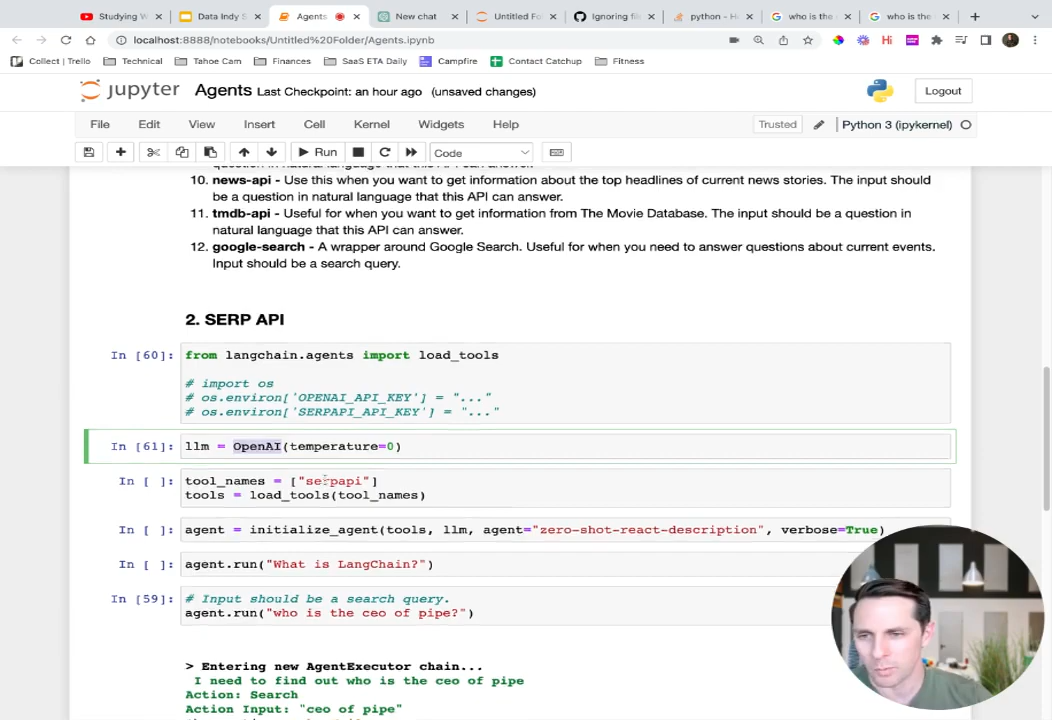 Studying W
Data Indy S
Agents
New chat
Untitled Fo
Ignoring fil
python - H
who is the
who is the
localhost:8888/notebooks/Untitled%20Folder/Agents.ipynb
Collect | Trello
Technical
Tahoe Cam
Finances
SaaS ETA Daily
Campfire
Contact Catchup
Fitness
jupyter Agents Last Checkpoint: an hour ago (unsaved changes)
Logout
File Edit View Insert Cell Kernel Widgets Help
Trusted
Python 3 (ipykernel)
Run
Code
question in natural language that this API can answer.
10. news-api - Use this when you want to get information about the top headlines of current news stories. The input should
be a question in natural language that this API can answer.
11. tmdb-api - Useful for when you want to get information from The Movie Database. The input should be a question in
natural language that this API can answer.
12. google-search - A wrapper around Google Search. Useful for when you need to answer questions about current events.
Input should be a search query.
2. SERP API
In [60]: from langchain.agents import load_tools
# import os
# os.environ['OPENAI_API_KEY'] = "..."
# os.environ['SERPAPI_API_KEY'] = "..."
In [61]: llm = OpenAI(temperature=0)
In [ ]: tool_names = ["serpapi"]
tools = load_tools(tool_names)
In [ ]: agent = initialize_agent(tools, llm, agent="zero-shot-react-description", verbose=True)
In [ ]: agent.run("What is LangChain?")
In [59]: # Input should be a search query.
agent.run("who is the ceo of pipe?")
> Entering new AgentExecutor chain...
I need to find out who is the ceo of pipe
Action: Search
Action Input: "ceo of pipe"